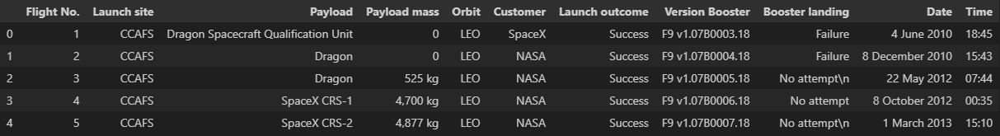 Flight No. Launch site Payload Payload mass Orbit Customer Launch outcome Version Booster Booster landing Date Time
0 1 CCAFS Dragon Spacecraft Qualification Unit 0 LEO SpaceX Success F9 v1.07B0003.18 Failure 4 June 2010 18:45
1 2 CCAFS Dragon 0 LEO NASA Success F9 v1.07B0004.18 Failure 8 December 2010 15:43
2 3 CCAFS Dragon 525 kg LEO NASA Success F9 v1.07B0005.18 No attempt\n 22 May 2012 07:44
3 4 CCAFS SpaceX CRS-1 4,700 kg LEO NASA Success F9 v1.07B0006.18 No attempt 8 October 2012 00:35
4 5 CCAFS SpaceX CRS-2 4,877 kg LEO NASA Success F9 v1.07B0007.18 No attempt\n 1 March 2013 15:10